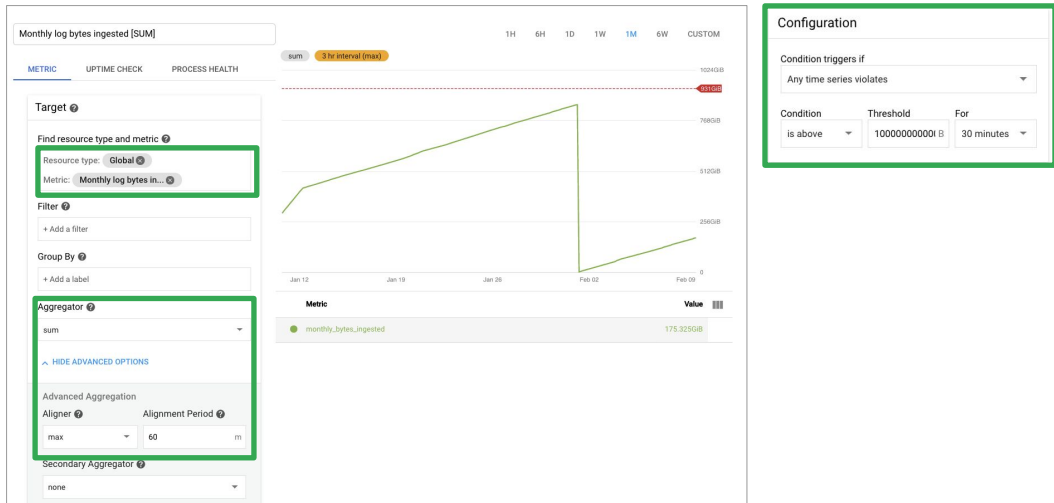 Monthly log bytes ingested [SUM]
METRIC UPTIME CHECK PROCESS HEALTH
Target
Find resource type and metric
Resource type: Global
Metric: Monthly log bytes in...
Filter
+ Add a filter
Group By
+ Add a label
Aggregator
sum
HIDE ADVANCED OPTIONS
Advanced Aggregation
Aligner Alignment Period
max 60 m
Secondary Aggregator
none
1H 6H 1D 1W 1M 6W CUSTOM
sum 3 hr interval (max)
1024GiB
931GiB
768GiB
512GiB
256GiB
0
Jan 12 Jan 19 Jan 26 Feb 02 Feb 09
Metric Value
monthly_bytes_ingested 175.325GiB
Configuration
Condition triggers if
Any time series violates
Condition Threshold For
is above B 30 minutes